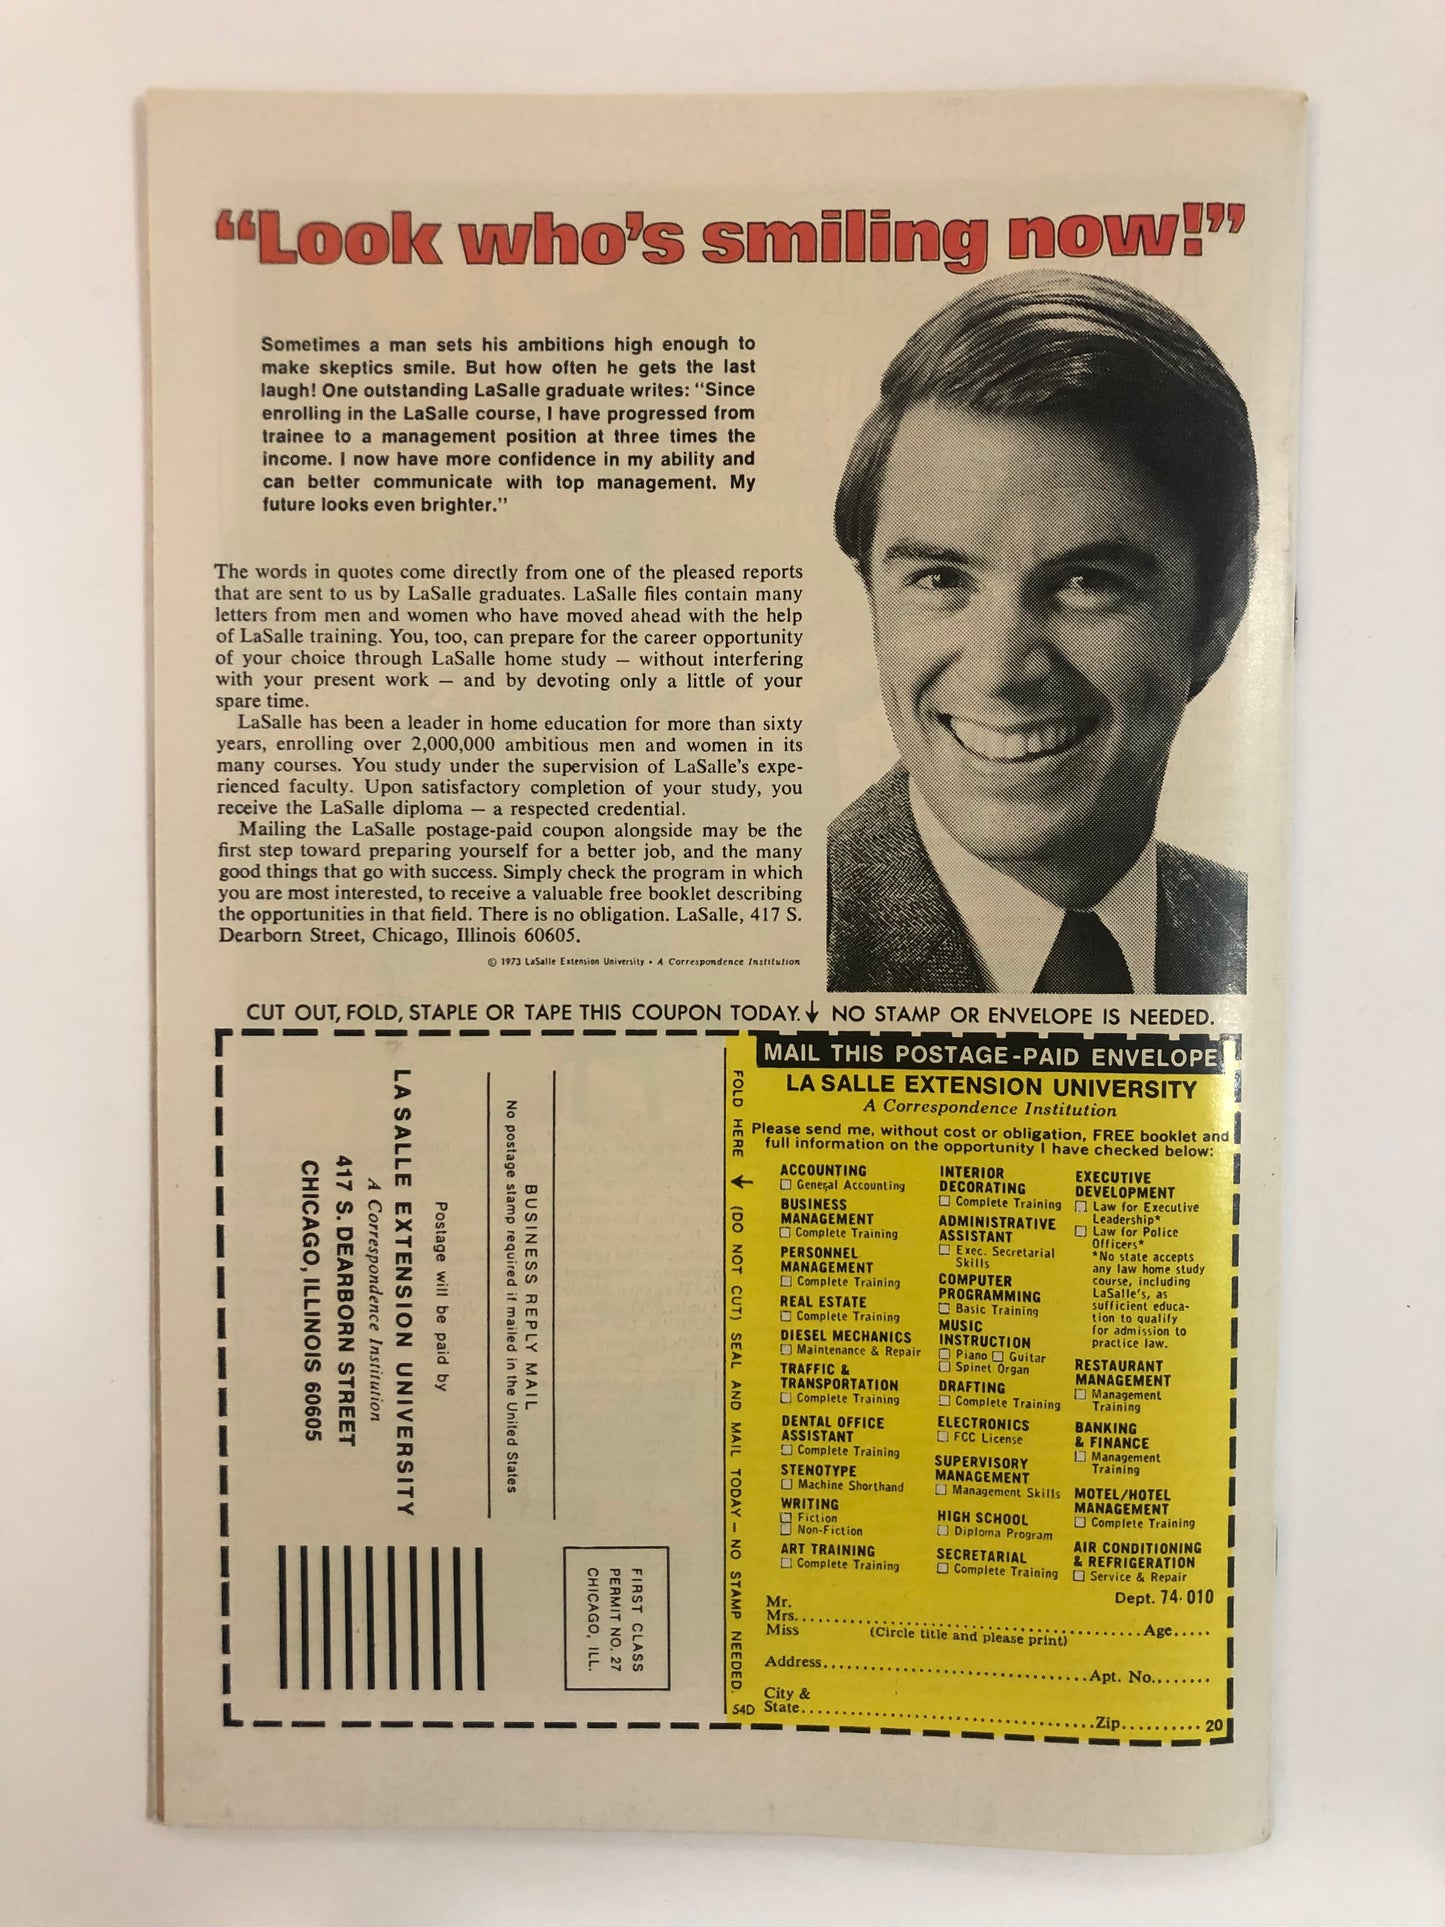 “Look who’s smiling now!”
Sometimes a man sets his ambitions high enough to
make skeptics smile. But how often he gets the last
laugh! One outstanding LaSalle graduate writes: “Since
enrolling in the LaSalle course, I have progressed from
trainee to a management position at three times the
income. I now have more confidence in my ability and
can better communicate with top management. My
future looks even brighter.”
The words in quotes come directly from one of the pleased reports
that are sent to us by LaSalle graduates. LaSalle files contain many
letters from men and women who have moved ahead with the help
of LaSalle training. You, too, can prepare for the career opportunity
of your choice through LaSalle home study — without interfering
with your present work — and by devoting only a little of your
spare time.
LaSalle has been a leader in home education for more than sixty
years, enrolling over 2,000,000 ambitious men and women in its
many courses. You study under the supervision of LaSalle’s expe-
rienced faculty. Upon satisfactory completion of your study, you
receive the LaSalle diploma — a respected credential.
Mailing the LaSalle postage-paid coupon alongside may be the
first step toward preparing yourself for a better job, and the many
good things that go with success. Simply check the program in which
you are most interested, to receive a valuable free booklet describing
the opportunities in that field. There is no obligation. LaSalle, 417 S.
Dearborn Street, Chicago, Illinois 60605.
© 1973 LaSalle Extension University • A Correspondence Institution
CUT OUT, FOLD, STAPLE OR TAPE THIS COUPON TODAY. ↓ NO STAMP OR ENVELOPE IS NEEDED.
FIRST CLASS
PERMIT NO. 27
CHICAGO, ILL.
BUSINESS REPLY MAIL
No postage stamp required if mailed in the United States
Postage will be paid by
LA SALLE EXTENSION UNIVERSITY
A Correspondence Institution
417 S. DEARBORN STREET
CHICAGO, ILLINOIS 60605
FOLD HERE ↓ (DO NOT CUT) SEAL AND MAIL TODAY — NO STAMP NEEDED.
54D
MAIL THIS POSTAGE-PAID ENVELOPE
LA SALLE EXTENSION UNIVERSITY
A Correspondence Institution
Please send me, without cost or obligation, FREE booklet and
full information on the opportunity I have checked below:
ACCOUNTING
☐ General Accounting
BUSINESS
MANAGEMENT
☐ Complete Training
PERSONNEL
MANAGEMENT
☐ Complete Training
REAL ESTATE
☐ Complete Training
DIESEL MECHANICS
☐ Maintenance & Repair
TRAFFIC &
TRANSPORTATION
☐ Complete Training
DENTAL OFFICE
ASSISTANT
☐ Complete Training
STENOTYPE
☐ Machine Shorthand
WRITING
☐ Fiction
☐ Non-Fiction
ART TRAINING
☐ Complete Training
INTERIOR
DECORATING
☐ Complete Training
ADMINISTRATIVE
ASSISTANT
☐ Exec. Secretarial
Skills
COMPUTER
PROGRAMMING
☐ Basic Training
MUSIC
INSTRUCTION
☐ Piano ☐ Guitar
☐ Spinet Organ
DRAFTING
☐ Complete Training
ELECTRONICS
☐ FCC License
SUPERVISORY
MANAGEMENT
☐ Management Skills
HIGH SCHOOL
☐ Diploma Program
SECRETARIAL
☐ Complete Training
EXECUTIVE
DEVELOPMENT
☐ Law for Executive
Leadership*
☐ Law for Police
Officers*
*No state accepts
any law home study
course, including
LaSalle’s, as
sufficient educa-
tion to qualify
for admission to
practice law.
RESTAURANT
MANAGEMENT
☐ Management
Training
BANKING
& FINANCE
☐ Management
Training
MOTEL/HOTEL
MANAGEMENT
☐ Complete Training
AIR CONDITIONING
& REFRIGERATION
☐ Service & Repair
Dept. 74-010
Mr.
Mrs.......... Age.....
Miss (Circle title and please print)
Address.......... Apt. No........
City &
State.......... Zip.......... 20